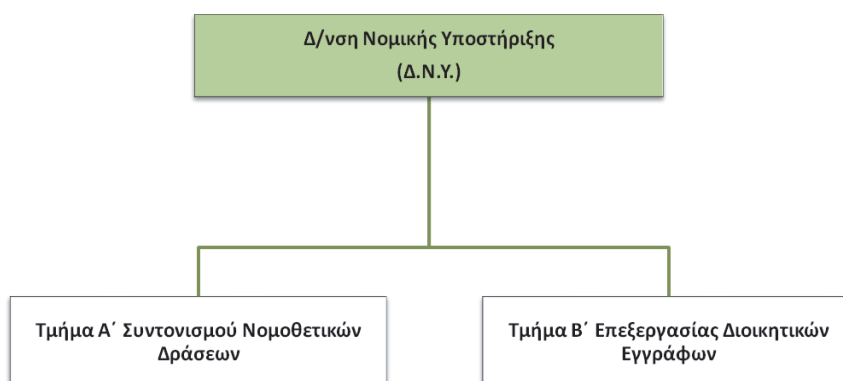 Δ/νση Νομικής Υποστήριξης
(Δ.Ν.Υ.)
Τμήμα Α΄ Συντονισμού Νομοθετικών
Δράσεων
Τμήμα Β΄ Επεξεργασίας Διοικητικών
Εγγράφων